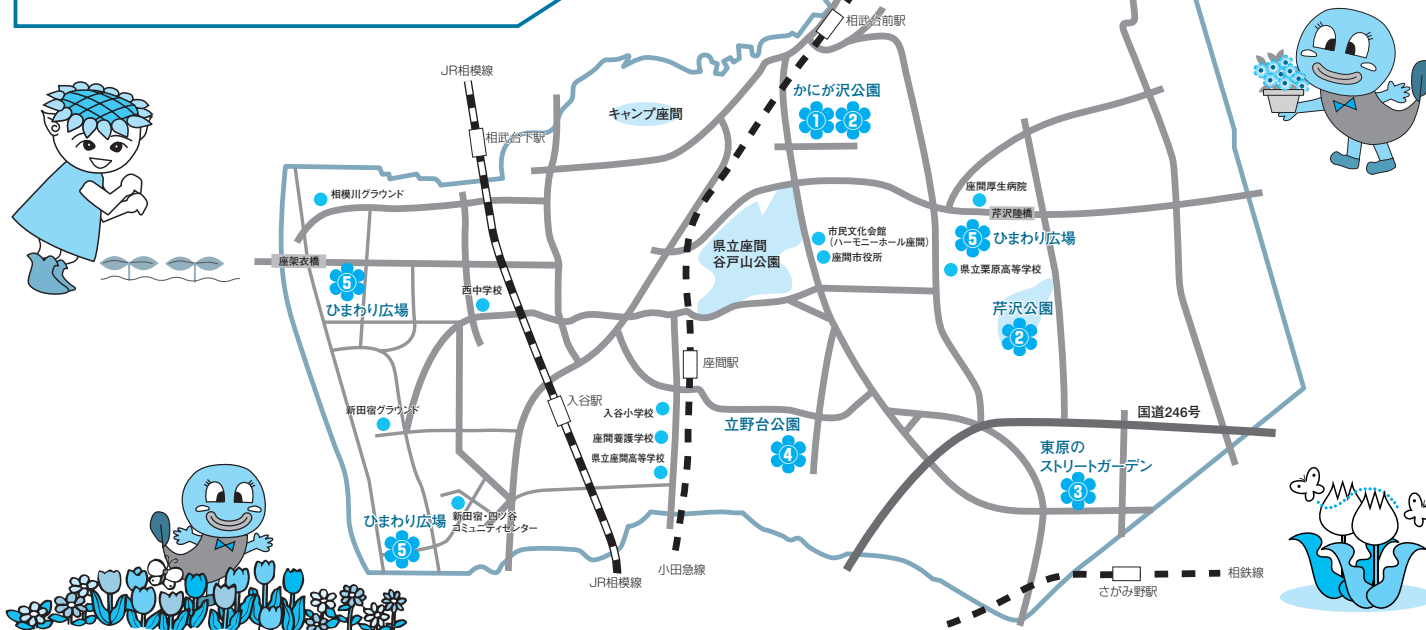 相武台前駅
JR相模線
かにが沢公園
1
2
キャンプ座間
相武台下駅
座間厚生病院
相模川グラウンド
芹沢陸橋
市民文化会館
(ハーモニーホール座間)
5
ひまわり広場
県立座間
谷戸山公園
座間市役所
座架衣橋
県立栗原高等学校
5
ひまわり広場
西中学校
芹沢公園
2
座間駅
入谷駅
新田宿グラウンド
入谷小学校
国道246号
立野台公園
座間養護学校
4
県立座間高等学校
東原の
ストリートガーデン
3
ひまわり広場
5
新田宿・四ツ谷
コミュニティセンター
小田急線
JR相模線
相鉄線
さがみ野駅